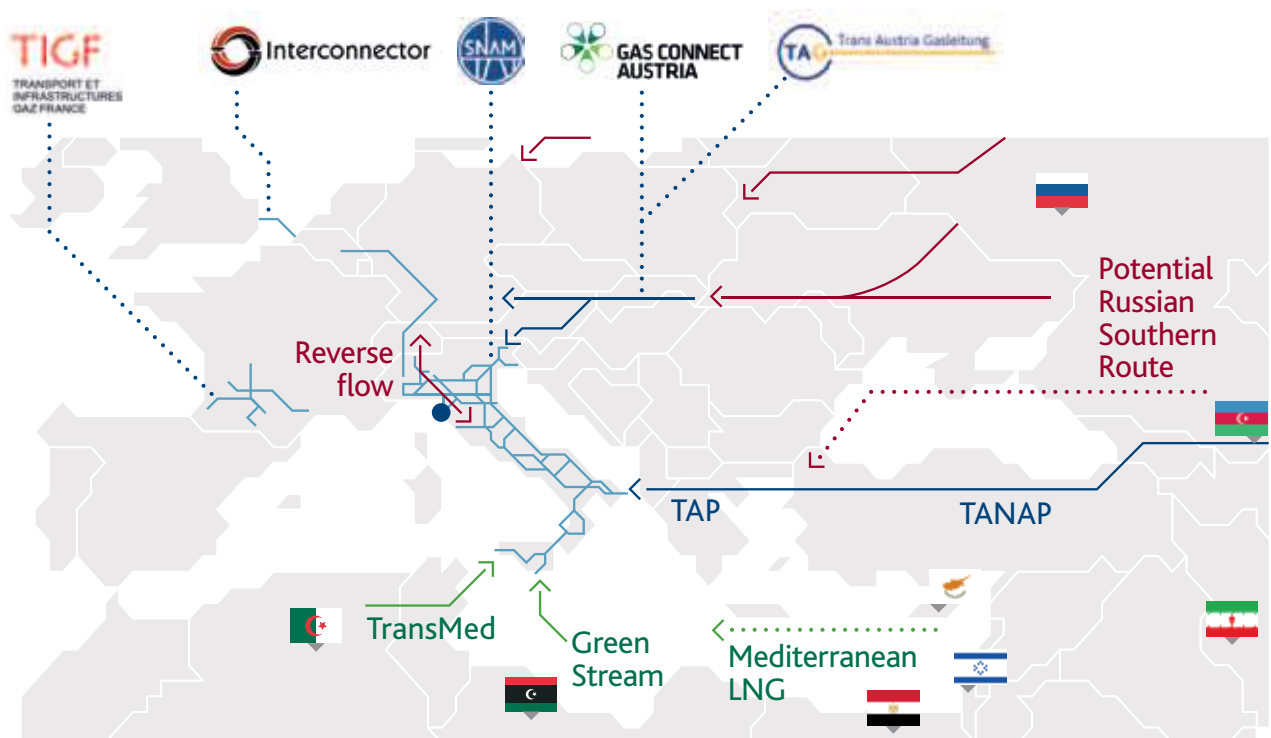 TIGF
TRANSPORT ET
INFRASTRUCTURES
GAZ FRANCE
Interconnector
SNAM
GAS CONNECT
AUSTRIA
TAG
Trans Austria Gasleitung
Potential
Russian
Southern
Route
Reverse
flow
TAP
TANAP
TransMed
Green
Stream
Mediterranean
LNG